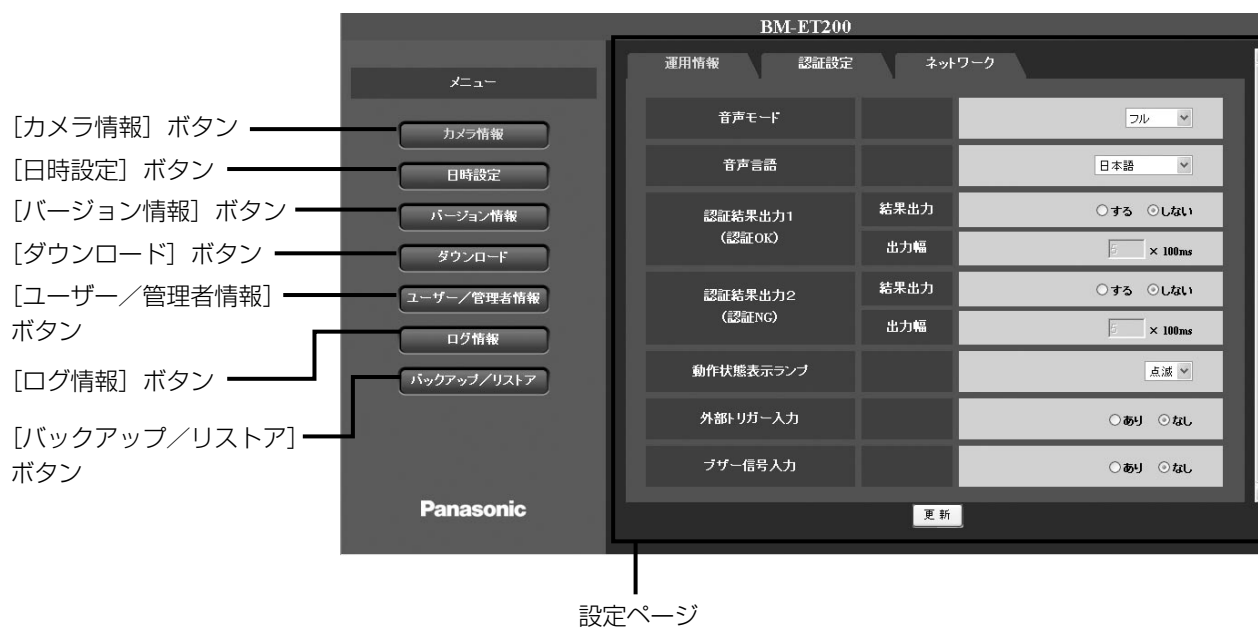 BM-ET200
メニュー
[カメラ情報] ボタン
[日時設定] ボタン
[バージョン情報] ボタン
[ダウンロード] ボタン
[ユーザー／管理者情報]
ボタン
[ログ情報] ボタン
[バックアップ／リストア]
ボタン
カメラ情報
日時設定
バージョン情報
ダウンロード
ユーザー／管理者情報
ログ情報
バックアップ／リストア
Panasonic
運用情報 認証設定 ネットワーク
音声モード フル
音声言語 日本語
認証結果出力1
(認証OK)
結果出力 する しない
出力幅 5 × 100ms
認証結果出力2
(認証NG)
結果出力 する しない
出力幅 5 × 100ms
動作状態表示ランプ 点滅
外部トリガー入力 あり なし
ブザー信号入力 あり なし
更新
設定ページ